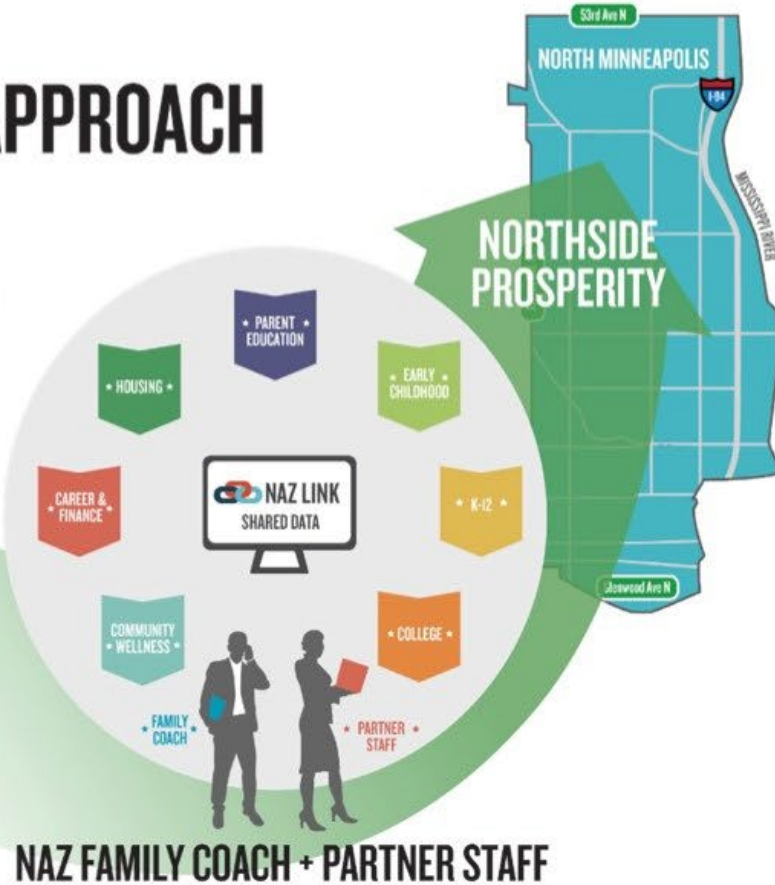 PPROACH
53rd Ave N
NORTH MINNEAPOLIS
I-94
MISSISSIPPI RIVER
NORTHSIDE
PROSPERITY
* PARENT *
EDUCATION
* HOUSING *
* EARLY *
CHILDHOOD
CAREER &
* FINANCE *
NAZ LINK
SHARED DATA
* K-12 *
COMMUNITY
* WELLNESS *
* COLLEGE *
* FAMILY *
COACH
* PARTNER *
STAFF
Glenwood Ave N
NAZ FAMILY COACH + PARTNER STAFF